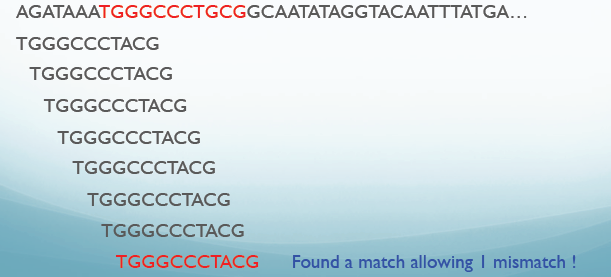 AGATAAATGGGCCCTGCGGCAATATAGGTACAATTTATGA…
TGGGCCCTACG
TGGGCCCTACG
TGGGCCCTACG
TGGGCCCTACG
TGGGCCCTACG
TGGGCCCTACG
TGGGCCCTACG
TGGGCCCTACG Found a match allowing 1 mismatch !